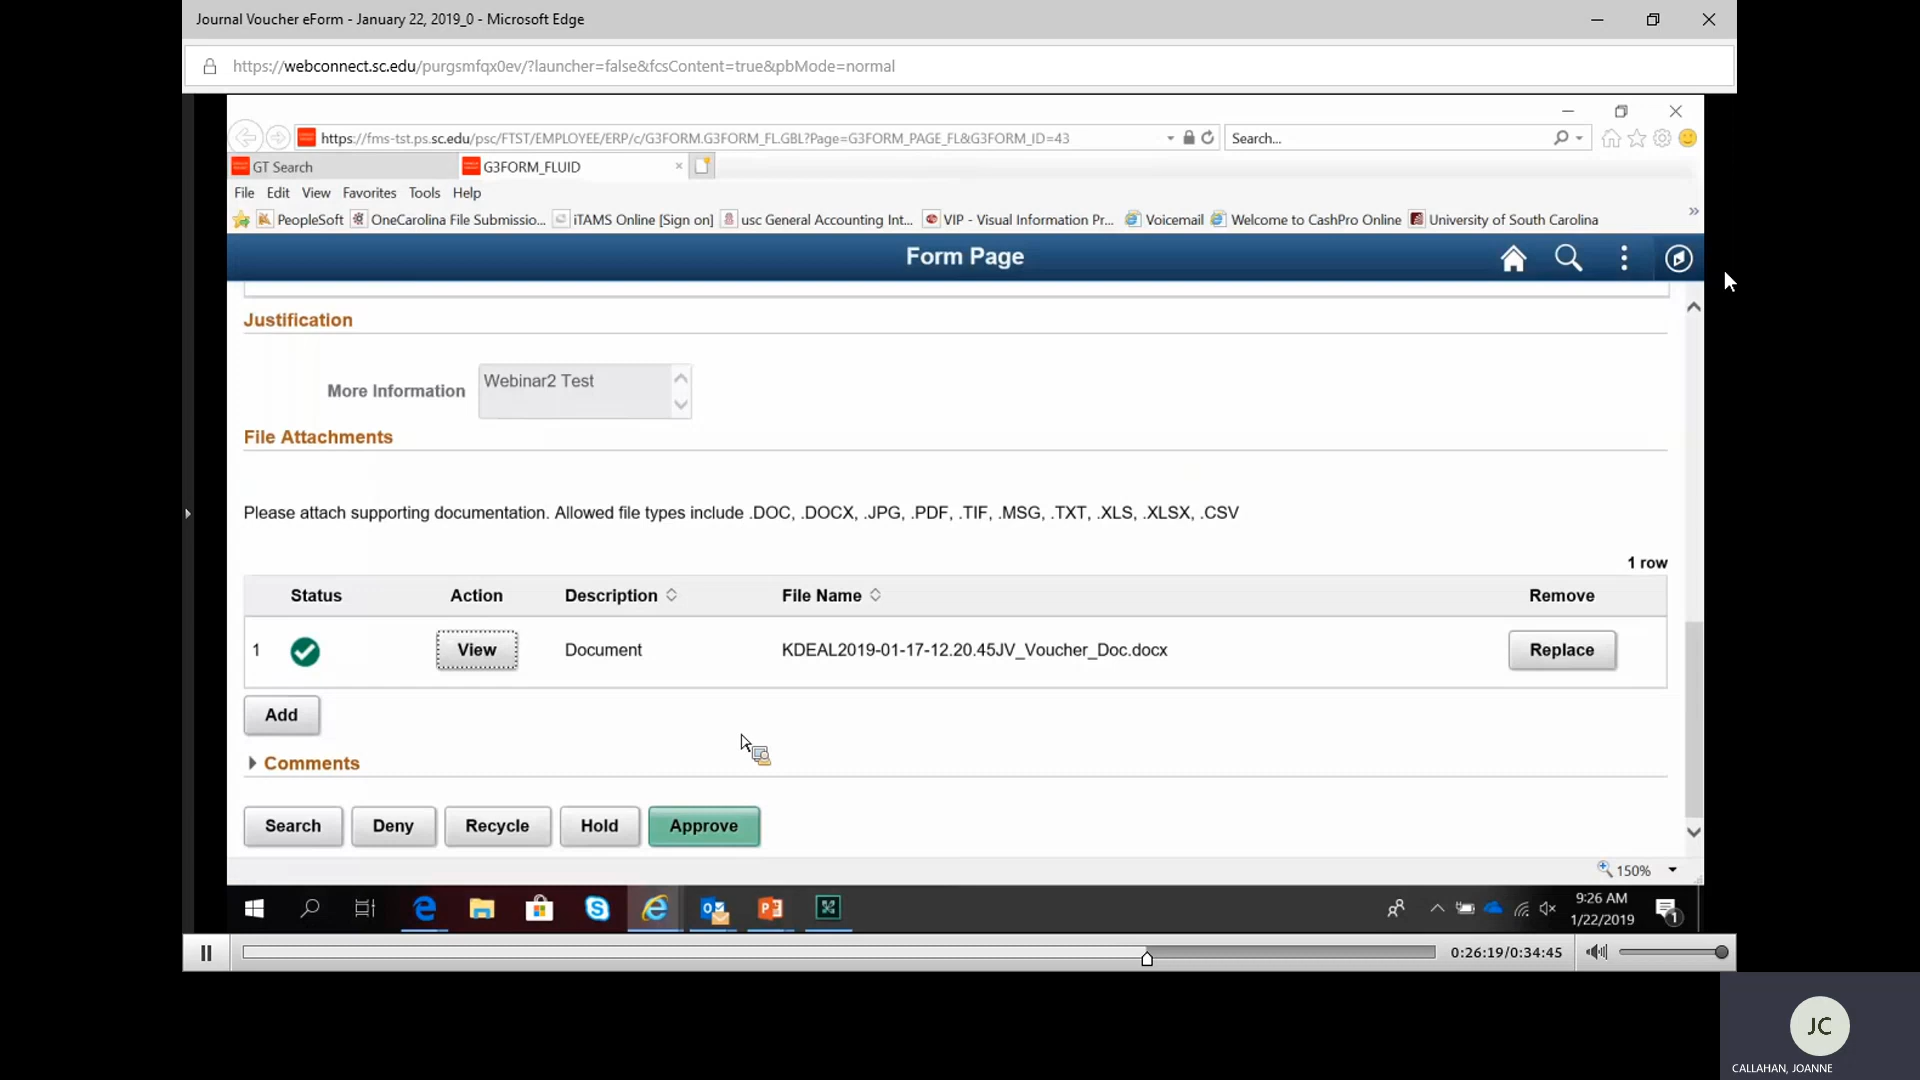 Journal Voucher eForm - January 22, 2019_0 - Microsoft Edge
https://webconnect.sc.edu/purgsmfqx0ev/?launcher=false&fcsContent=true&pbMode=normal
https://fms-tst.ps.sc.edu/psc/FTST/EMPLOYEE/ERP/c/G3FORM.G3FORM_FL.GBL?Page=G3FORM_PAGE_FL&G3FORM_ID=43 Search...
GT Search G3FORM_FLUID
File Edit View Favorites Tools Help
PeopleSoft OneCarolina File Submissio... iTAMS Online [Sign on] usc General Accounting Int... VIP - Visual Information Pr... Voicemail Welcome to CashPro Online University of South Carolina
Form Page
Justification
More Information Webinar2 Test
File Attachments
Please attach supporting documentation. Allowed file types include .DOC, .DOCX, .JPG, .PDF, .TIF, .MSG, .TXT, .XLS, .XLSX, .CSV
1 row
Status Action Description File Name Remove
1 View Document KDEAL2019-01-17-12.20.45JV_Voucher_Doc.docx Replace
Add
Comments
Search Deny Recycle Hold Approve
150%
9:26 AM
1/22/2019
1
0:26:19/0:34:45
JC
CALLAHAN, JOANNE